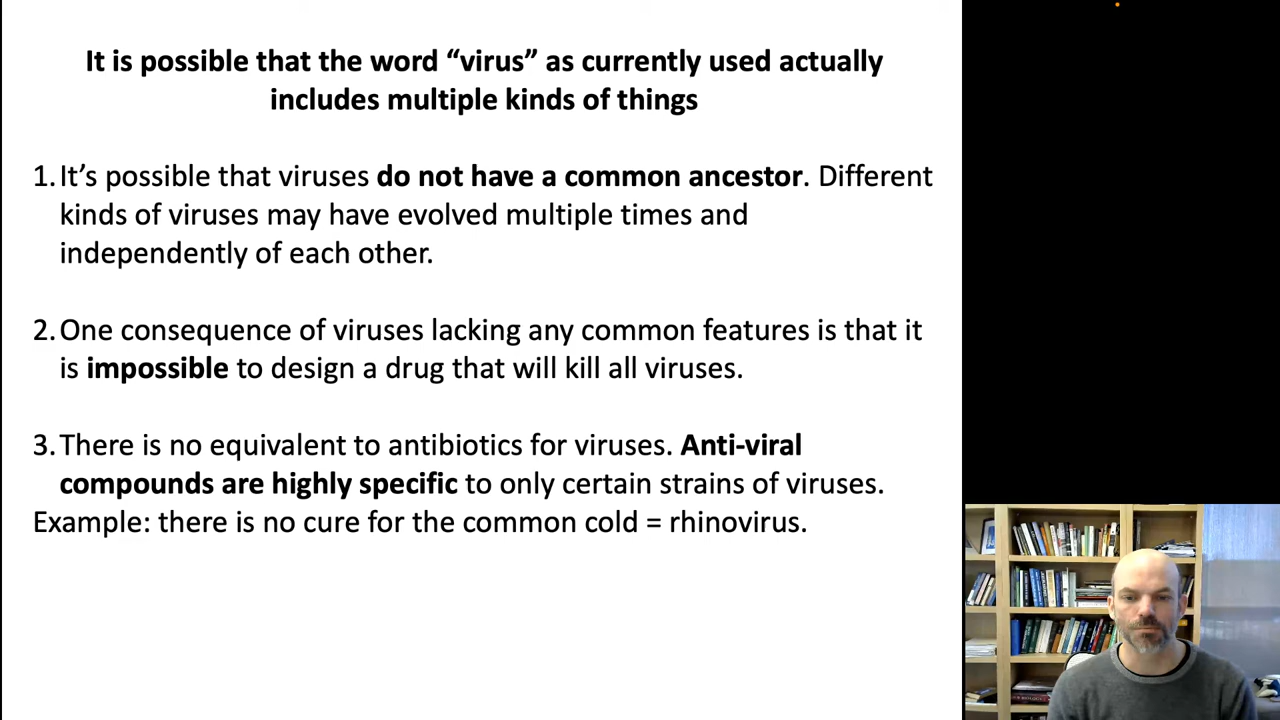 It is possible that the word “virus” as currently used actually
includes multiple kinds of things
1. It’s possible that viruses do not have a common ancestor. Different
kinds of viruses may have evolved multiple times and
independently of each other.
2. One consequence of viruses lacking any common features is that it
is impossible to design a drug that will kill all viruses.
3. There is no equivalent to antibiotics for viruses. Anti-viral
compounds are highly specific to only certain strains of viruses.
Example: there is no cure for the common cold = rhinovirus.